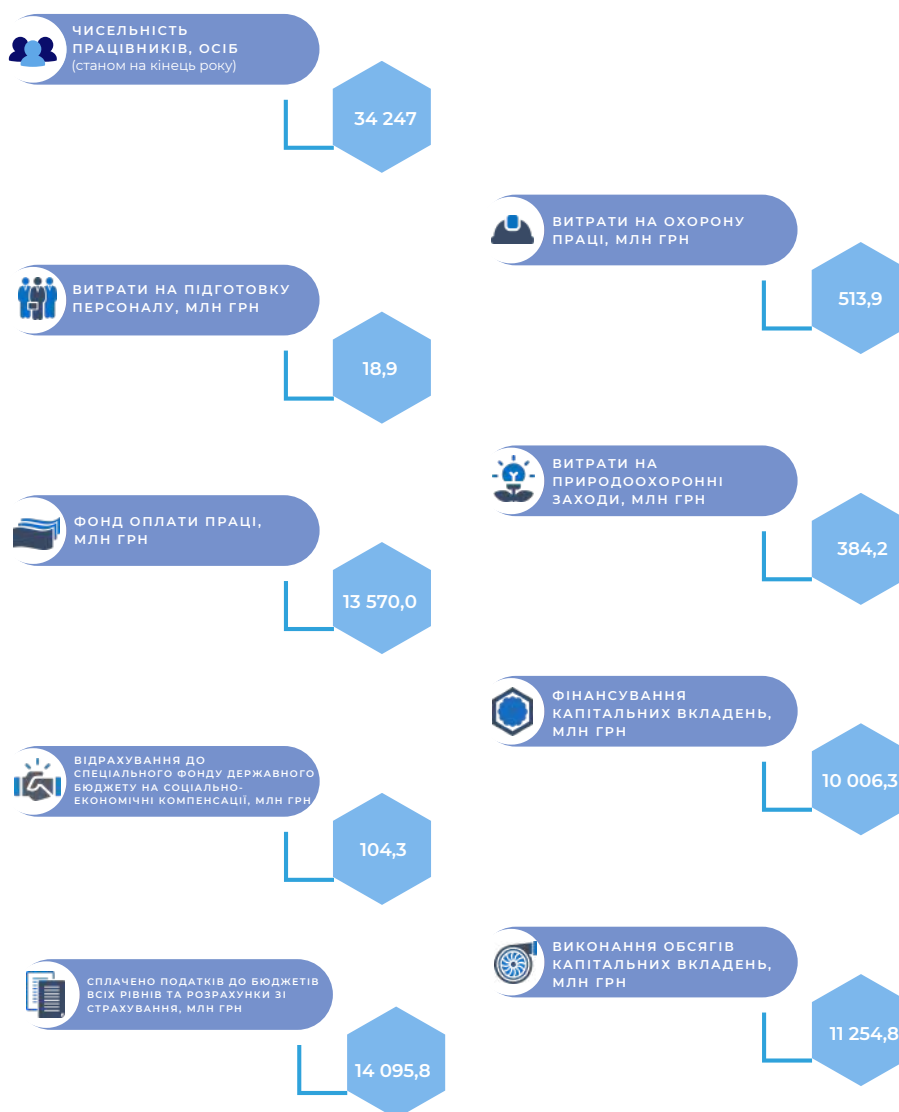 ЧИСЕЛЬНІСТЬ
ПРАЦІВНИКІВ, ОСІБ
(станом на кінець року)
34 247
ВИТРАТИ НА ПІДГОТОВКУ
ПЕРСОНАЛУ, МЛН ГРН
18,9
ФОНД ОПЛАТИ ПРАЦІ,
МЛН ГРН
13 570,0
ВІДРАХУВАННЯ ДО
СПЕЦІАЛЬНОГО ФОНДУ ДЕРЖАВНОГО
БЮДЖЕТУ НА СОЦІАЛЬНО-
ЕКОНОМІЧНІ КОМПЕНСАЦІЇ, МЛН ГРН
104,3
СПЛАЧЕНО ПОДАТКІВ ДО БЮДЖЕТІВ
ВСІХ РІВНІВ ТА РОЗРАХУНКИ ЗІ
СТРАХУВАННЯ, МЛН ГРН
14 095,8
ВИТРАТИ НА ОХОРОНУ
ПРАЦІ, МЛН ГРН
513,9
ВИТРАТИ НА
ПРИРОДООХОРОННІ
ЗАХОДИ, МЛН ГРН
384,2
ФІНАНСУВАННЯ
КАПІТАЛЬНИХ ВКЛАДЕНЬ,
МЛН ГРН
10 006,3
ВИКОНАННЯ ОБСЯГІВ
КАПІТАЛЬНИХ ВКЛАДЕНЬ,
МЛН ГРН
11 254,8